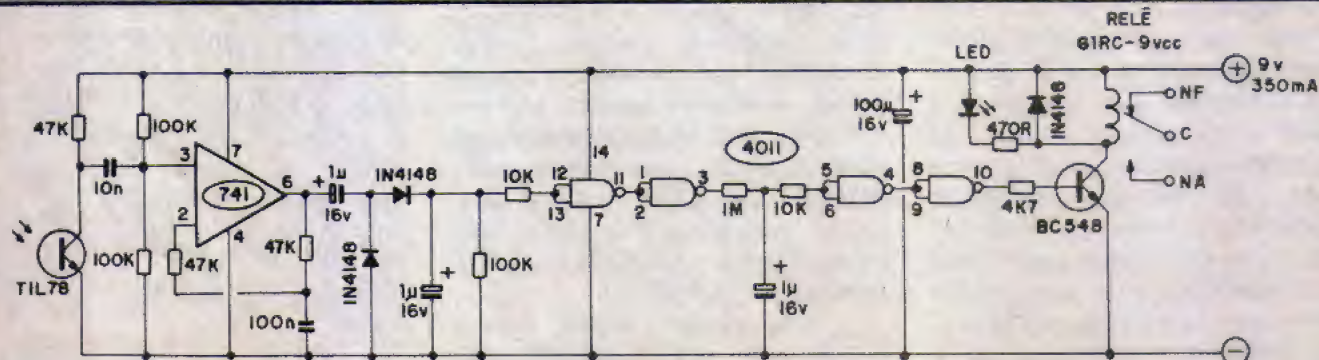 RELÊ
G1RC-9vcc
LED
+
9v
350mA
NF
C
NA
1N4148
470R
BC548
4K7
100µ
16v
+
4011
47K
100K
10n
TIL78
100K
3
2
7
6
4
741
47K
47K
100n
+
1µ
16v
1N4148
1N4148
+
1µ
16v
100K
10K
12
13
14
7
11
1
2
3
1M
+
1µ
16v
10K
5
6
4
8
9
10
−